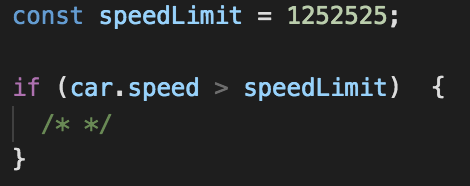 const speedLimit = 1252525;
if (car.speed > speedLimit)  {
  /* */
}